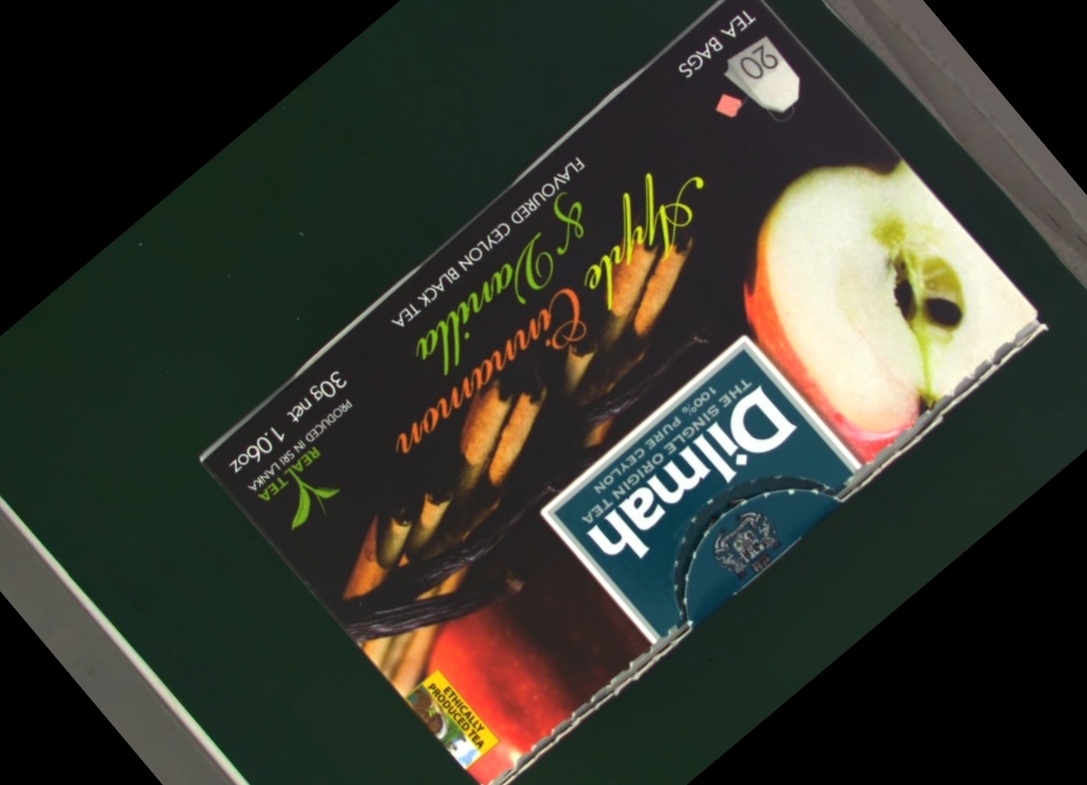 Dilmah
THE SINGLE ORIGIN TEA
100% PURE CEYLON
Apple Cinnamon
& Vanilla
FLAVOURED CEYLON BLACK TEA
20
TEA BAGS
ETHICALLY
PRODUCED TEA
REAL TEA
PRODUCED IN SRI LANKA
30g net 1.06oz